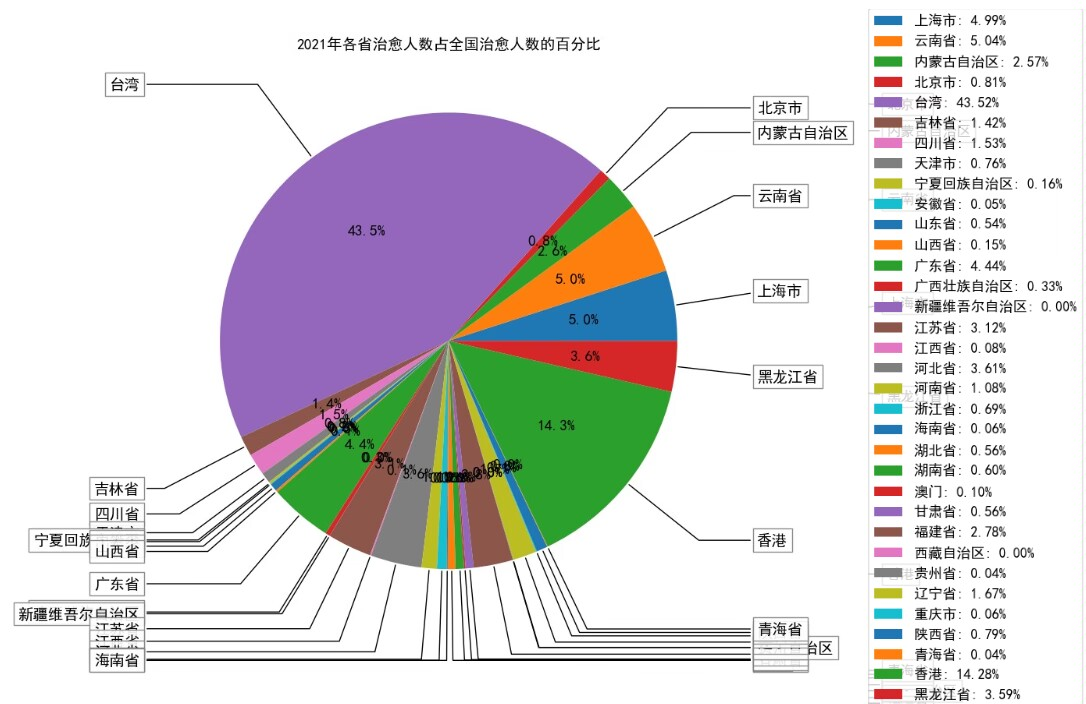 2021年各省治愈人数占全国治愈人数的百分比
台湾
北京市
内蒙古自治区
云南省
上海市
黑龙江省
香港
青海省
吉林省
四川省
宁夏回族
山西省
广东省
新疆维吾尔自治区
江苏省
江西省
海南省
43.5%
0.8%
2.6%
5.0%
5.0%
3.6%
14.3%
1.4%
1.5%
4.4%
上海市: 4.99%
云南省: 5.04%
内蒙古自治区: 2.57%
北京市: 0.81%
台湾: 43.52%
吉林省: 1.42%
四川省: 1.53%
天津市: 0.76%
宁夏回族自治区: 0.16%
安徽省: 0.05%
山东省: 0.54%
山西省: 0.15%
广东省: 4.44%
广西壮族自治区: 0.33%
新疆维吾尔自治区: 0.00%
江苏省: 3.12%
江西省: 0.08%
河北省: 3.61%
河南省: 1.08%
浙江省: 0.69%
海南省: 0.06%
湖北省: 0.56%
湖南省: 0.60%
澳门: 0.10%
甘肃省: 0.56%
福建省: 2.78%
西藏自治区: 0.00%
贵州省: 0.04%
辽宁省: 1.67%
重庆市: 0.06%
陕西省: 0.79%
青海省: 0.04%
香港: 14.28%
黑龙江省: 3.59%